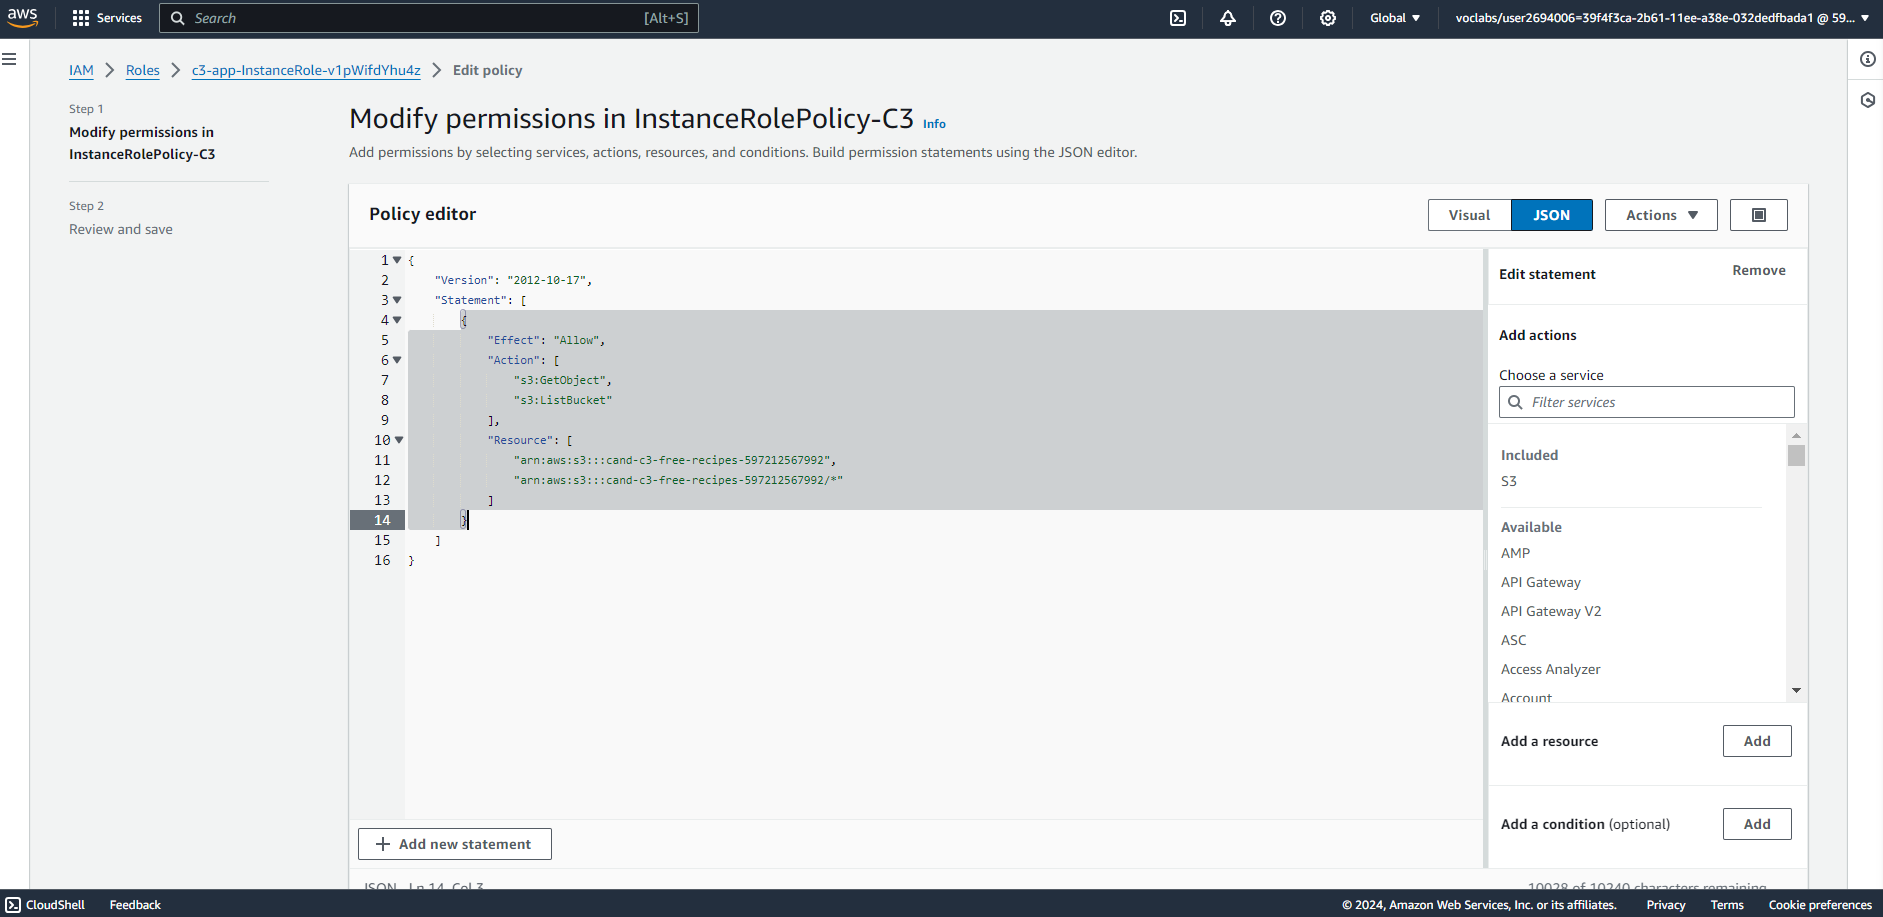 aws
Services
Search
[Alt+S]
Global
voclabs/user2694006=39f4f3ca-2b61-11ee-a38e-032dedfbada1 @ 59...
IAM
Roles
c3-app-InstanceRole-v1pWifdYhu4z
Edit policy
Step 1
Modify permissions in
InstanceRolePolicy-C3
Step 2
Review and save
Modify permissions in InstanceRolePolicy-C3 Info
Add permissions by selecting services, actions, resources, and conditions. Build permission statements using the JSON editor.
Policy editor
Visual
JSON
Actions
1 {
2 "Version": "2012-10-17",
3 "Statement": [
4 {
5 "Effect": "Allow",
6 "Action": [
7 "s3:GetObject",
8 "s3:ListBucket"
9 ],
10 "Resource": [
11 "arn:aws:s3:::cand-c3-free-recipes-597212567992",
12 "arn:aws:s3:::cand-c3-free-recipes-597212567992/*"
13 ]
14 }
15 ]
16 }
Add new statement
JSON Ln 14, Col 3
10028 of 10240 characters remaining
Edit statement
Remove
Add actions
Choose a service
Filter services
Included
S3
Available
AMP
API Gateway
API Gateway V2
ASC
Access Analyzer
Account
Add a resource
Add
Add a condition (optional)
Add
CloudShell
Feedback
© 2024, Amazon Web Services, Inc. or its affiliates.
Privacy
Terms
Cookie preferences